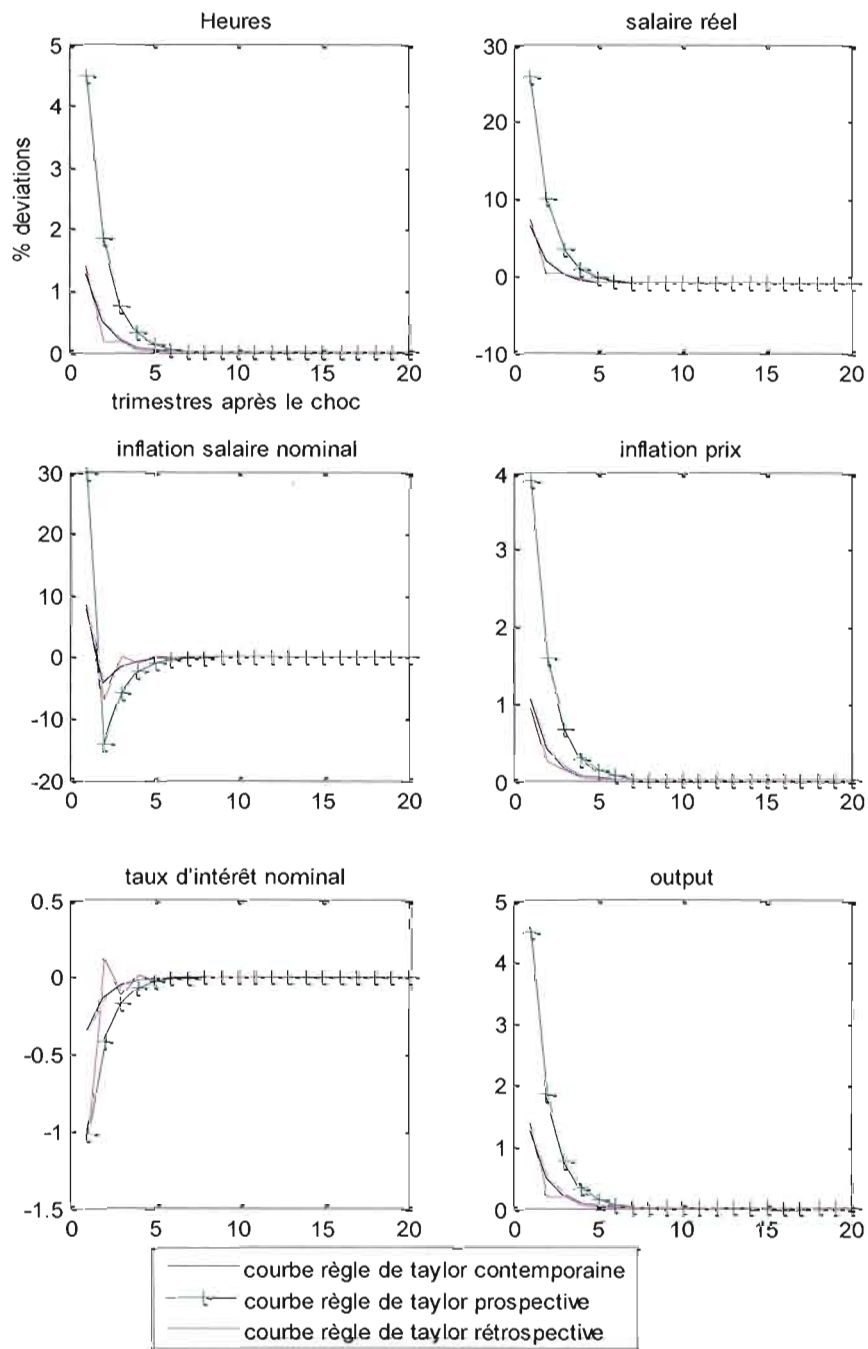 Heures
salaire réel
5
4
3
2
1
0
% deviations
0 5 10 15 20
trimestres après le choc
30
20
10
0
-10
0 5 10 15 20
inflation salaire nominal
inflation prix
30
20
10
0
-10
-20
0 5 10 15 20
4
3
2
1
0
0 5 10 15 20
taux d'intérêt nominal
output
0.5
0
-0.5
-1
-1.5
0 5 10 15 20
5
4
3
2
1
0
0 5 10 15 20
courbe règle de taylor contemporaine
courbe règle de taylor prospective
courbe règle de taylor rétrospective